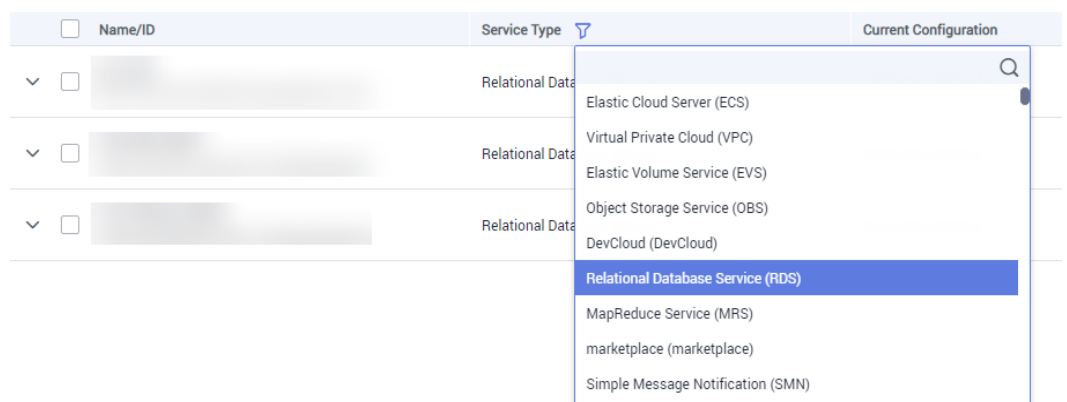 Name/ID Service Type Current Configuration
Relational Data
Elastic Cloud Server (ECS)
Virtual Private Cloud (VPC)
Relational Data
Elastic Volume Service (EVS)
Object Storage Service (OBS)
Relational Data
DevCloud (DevCloud)
Relational Database Service (RDS)
MapReduce Service (MRS)
marketplace (marketplace)
Simple Message Notification (SMN)